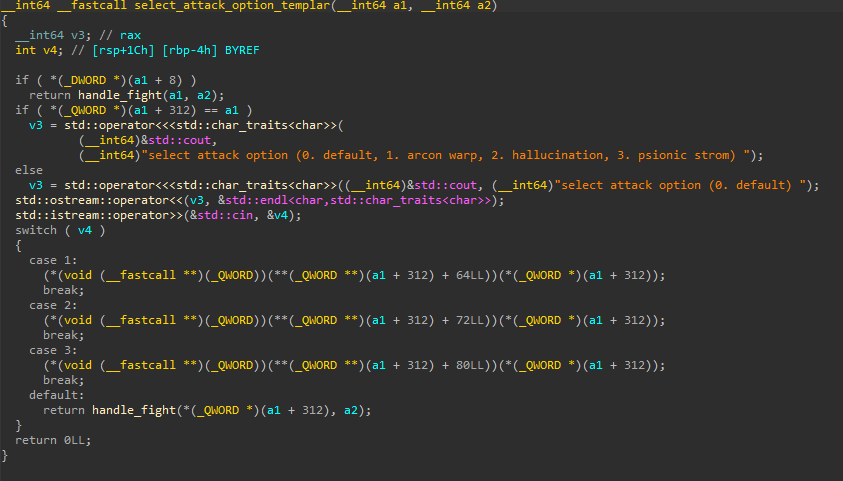 __int64 __fastcall select_attack_option_templar(__int64 a1, __int64 a2)
{
  __int64 v3; // rax
  int v4; // [rsp+1Ch] [rbp-4h] BYREF

  if ( *(_DWORD *)(a1 + 8) )
    return handle_fight(a1, a2);
  if ( *(_QWORD *)(a1 + 312) == a1 )
    v3 = std::operator<<<std::char_traits<char>>(
           (__int64)&std::cout,
           (__int64)"select attack option (0. default, 1. arcon warp, 2. hallucination, 3. psionic strom) ");
  else
    v3 = std::operator<<<std::char_traits<char>>((__int64)&std::cout, (__int64)"select attack option (0. default) ");
  std::ostream::operator<<(v3, &std::endl<char,std::char_traits<char>>);
  std::istream::operator>>(&std::cin, &v4);
  switch ( v4 )
  {
    case 1:
      (*(void (__fastcall **)(_QWORD))(**(_QWORD **)(a1 + 312) + 64LL))(*(_QWORD *)(a1 + 312));
      break;
    case 2:
      (*(void (__fastcall **)(_QWORD))(**(_QWORD **)(a1 + 312) + 72LL))(*(_QWORD *)(a1 + 312));
      break;
    case 3:
      (*(void (__fastcall **)(_QWORD))(**(_QWORD **)(a1 + 312) + 80LL))(*(_QWORD *)(a1 + 312));
      break;
    default:
      return handle_fight(*(_QWORD *)(a1 + 312), a2);
  }
  return 0LL;
}